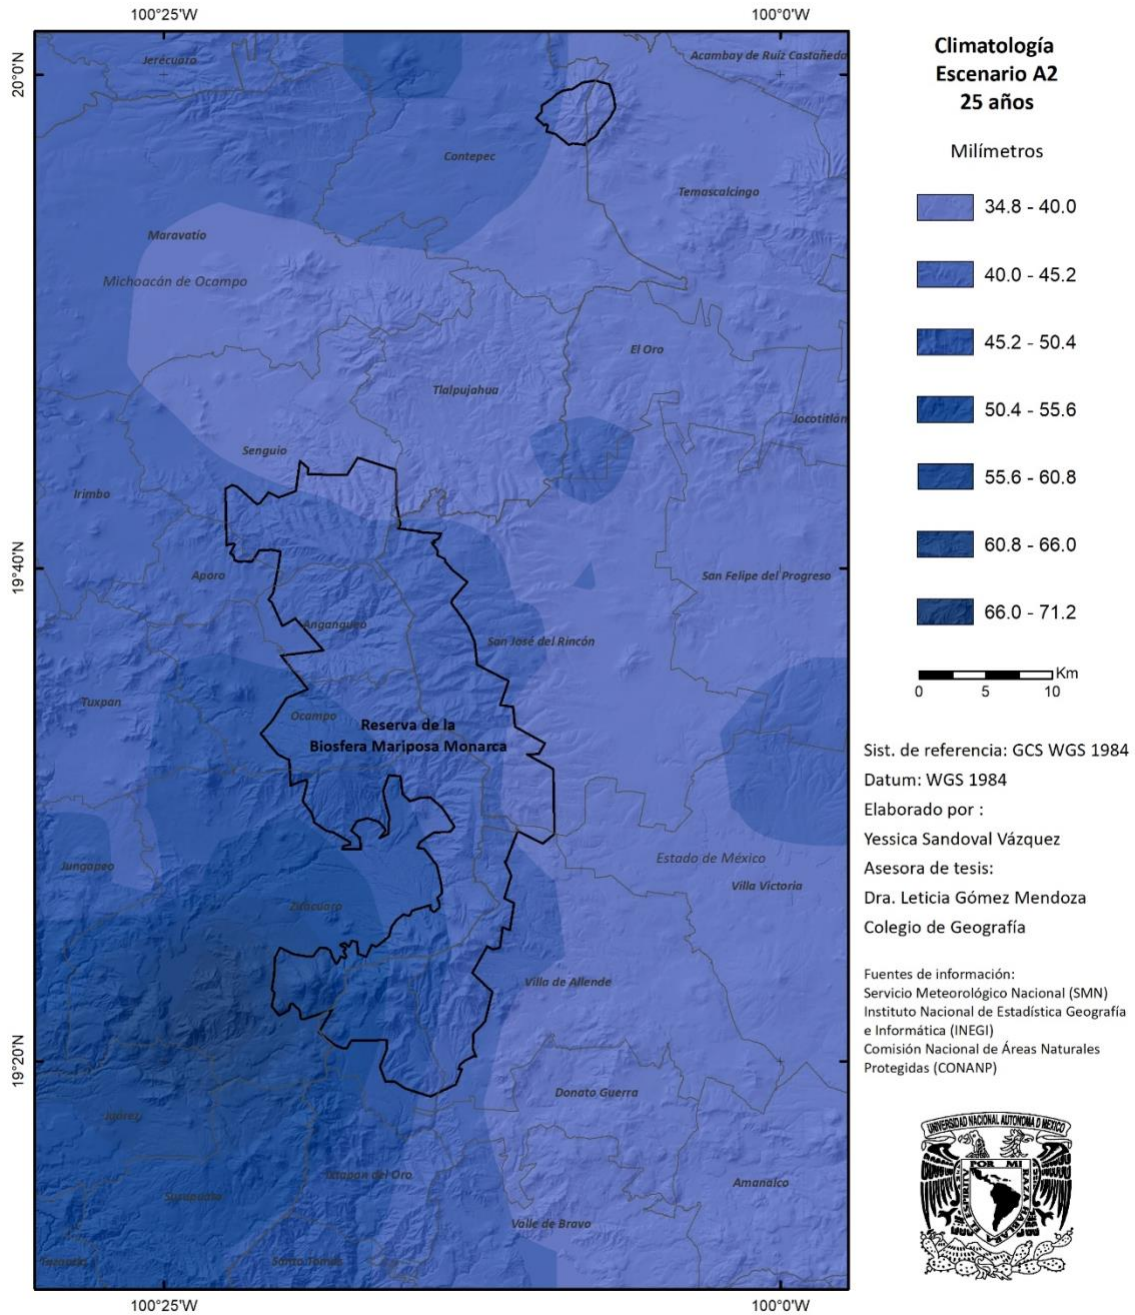 100°25'W
100°0'W
20°0'N
19°40'N
19°20'N
Jerécuaro
Acambay de Ruíz Castañeda
Contepec
Temascalcingo
Maravatío
Michoacán de Ocampo
El Oro
Tlalpujahua
Jocotitlán
Senguio
Irimbo
Aporo
San Felipe del Progreso
Angangueo
San José del Rincón
Tuxpan
Ocampo
Reserva de la
Biosfera Mariposa Monarca
Jungapeo
Estado de México
Villa Victoria
Zitácuaro
Villa de Allende
Donato Guerra
Juárez
Ixtapan del Oro
Susupuato
Amanalco
Valle de Bravo
Santo Tomás
100°25'W
100°0'W
Climatología
Escenario A2
25 años
Milímetros
34.8 - 40.0
40.0 - 45.2
45.2 - 50.4
50.4 - 55.6
55.6 - 60.8
60.8 - 66.0
66.0 - 71.2
Km
0 5 10
Sist. de referencia: GCS WGS 1984
Datum: WGS 1984
Elaborado por :
Yessica Sandoval Vázquez
Asesora de tesis:
Dra. Leticia Gómez Mendoza
Colegio de Geografía
Fuentes de información:
Servicio Meteorológico Nacional (SMN)
Instituto Nacional de Estadística Geografía
e Informática (INEGI)
Comisión Nacional de Áreas Naturales
Protegidas (CONANP)
UNIVERSIDAD NACIONAL AUTONOMA D MEXICO
POR MI
RAZA HABLARA
EL ESPIRITU